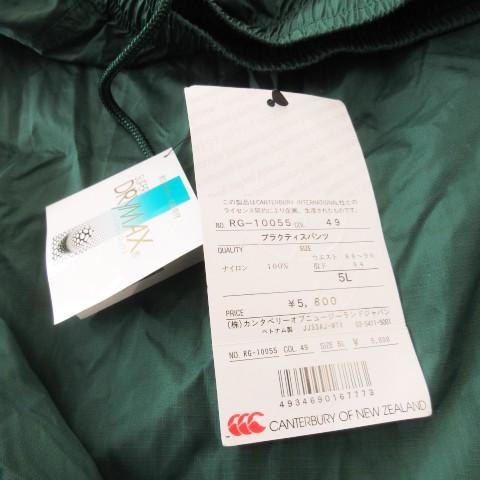 この製品はCANTERBURY INTERNATIONAL社との
ライセンス契約により企画、生産されたものです。
NO. RG-10055 COL. 49
プラクティスパンツ
QUALITY SIZE
ナイロン 100%
ウエスト 88~96
股下 84
5L
PRICE ¥5,800
(株)カンタベリーオブニュージーランドジャパン
ベトナム製
NO. RG-10055 COL. 49 SIZE 5L ¥ 5,800
4934690167773
CCC
CANTERBURY OF NEW ZEALAND
SUPER
DRYMAX